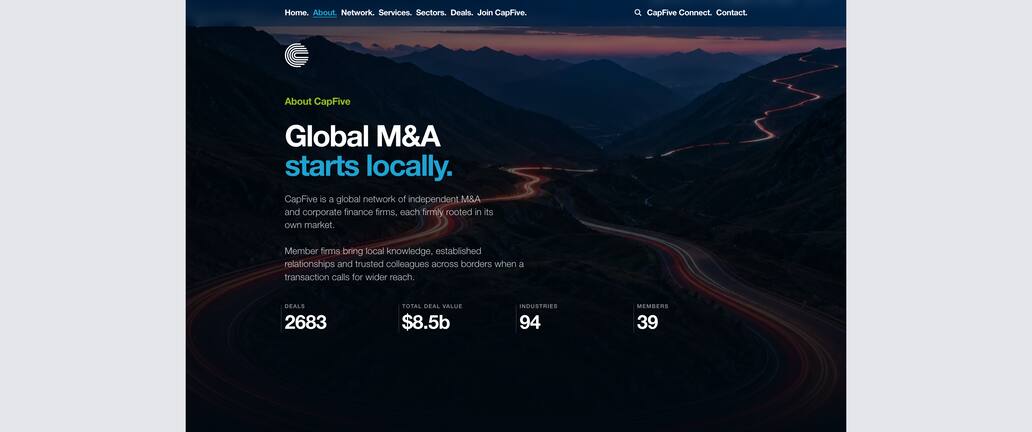 Home. About. Network. Services. Sectors. Deals. Join CapFive. CapFive Connect. Contact.
About CapFive
Global M&A
starts locally.
CapFive is a global network of independent M&A
and corporate finance firms, each firmly rooted in its
own market.
Member firms bring local knowledge, established
relationships and trusted colleagues across borders when a
transaction calls for wider reach.
DEALS TOTAL DEAL VALUE INDUSTRIES MEMBERS
2683 $8.5b 94 39